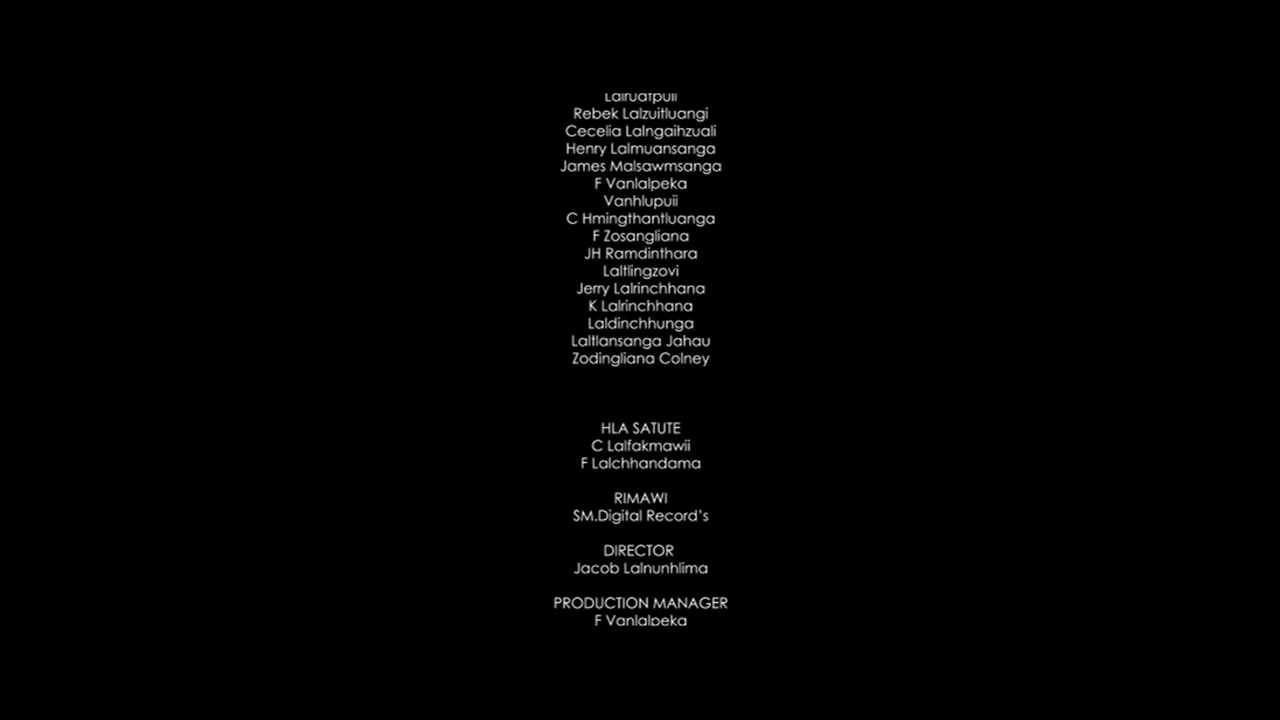 Lalruatpuii
Rebek Lalzuitluangi
Cecelia Lalngaihzuali
Henry Lalmuansanga
James Malsawmsanga
F Vanlalpeka
Vanhlupuii
C Hmingthantluanga
F Zosangliana
JH Ramdinthara
Laltlingzovi
Jerry Lalrinchhana
K Lalrinchhana
Laldinchhunga
Laltlansanga Jahau
Zodingliana Colney
HLA SATUTE
C Lalfakmawii
F Lalchhandama
RIMAWI
SM.Digital Record's
DIRECTOR
Jacob Lalnunhlima
PRODUCTION MANAGER
F Vanlalpeka